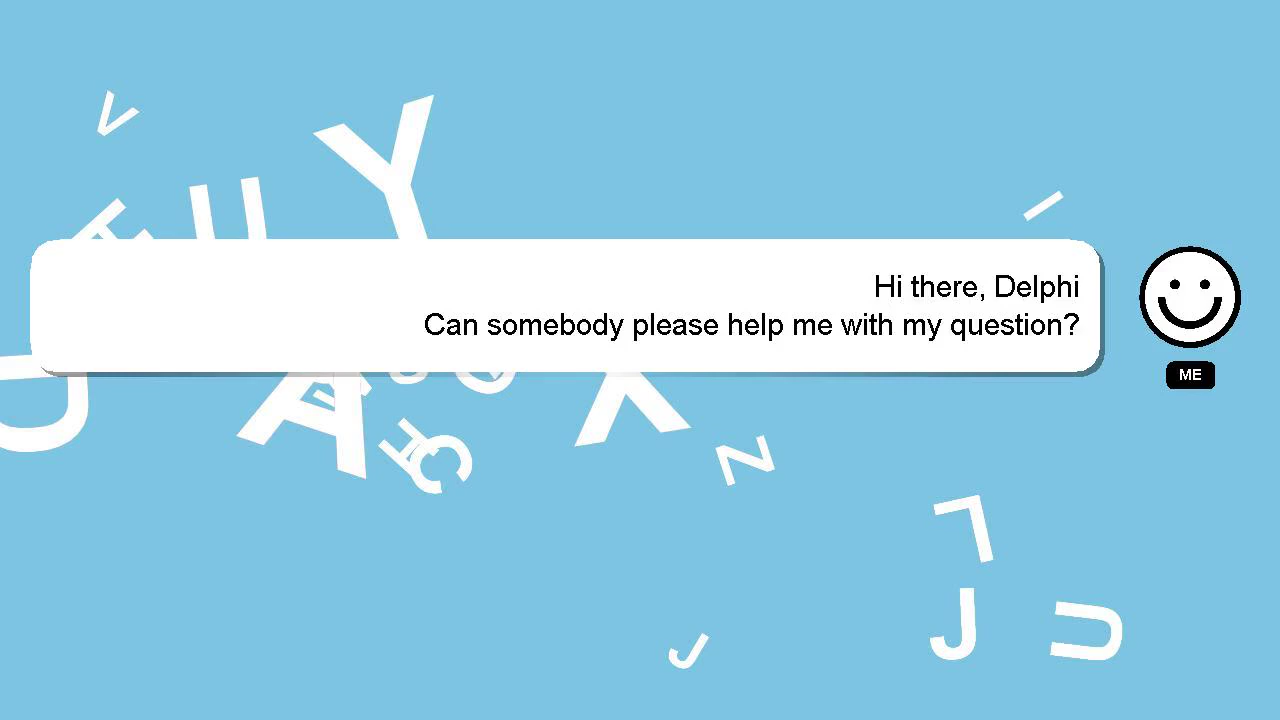 Hi there, Delphi
Can somebody please help me with my question?
ME
V
U
Y
I
A
X
H
C
N
L
J
U
J